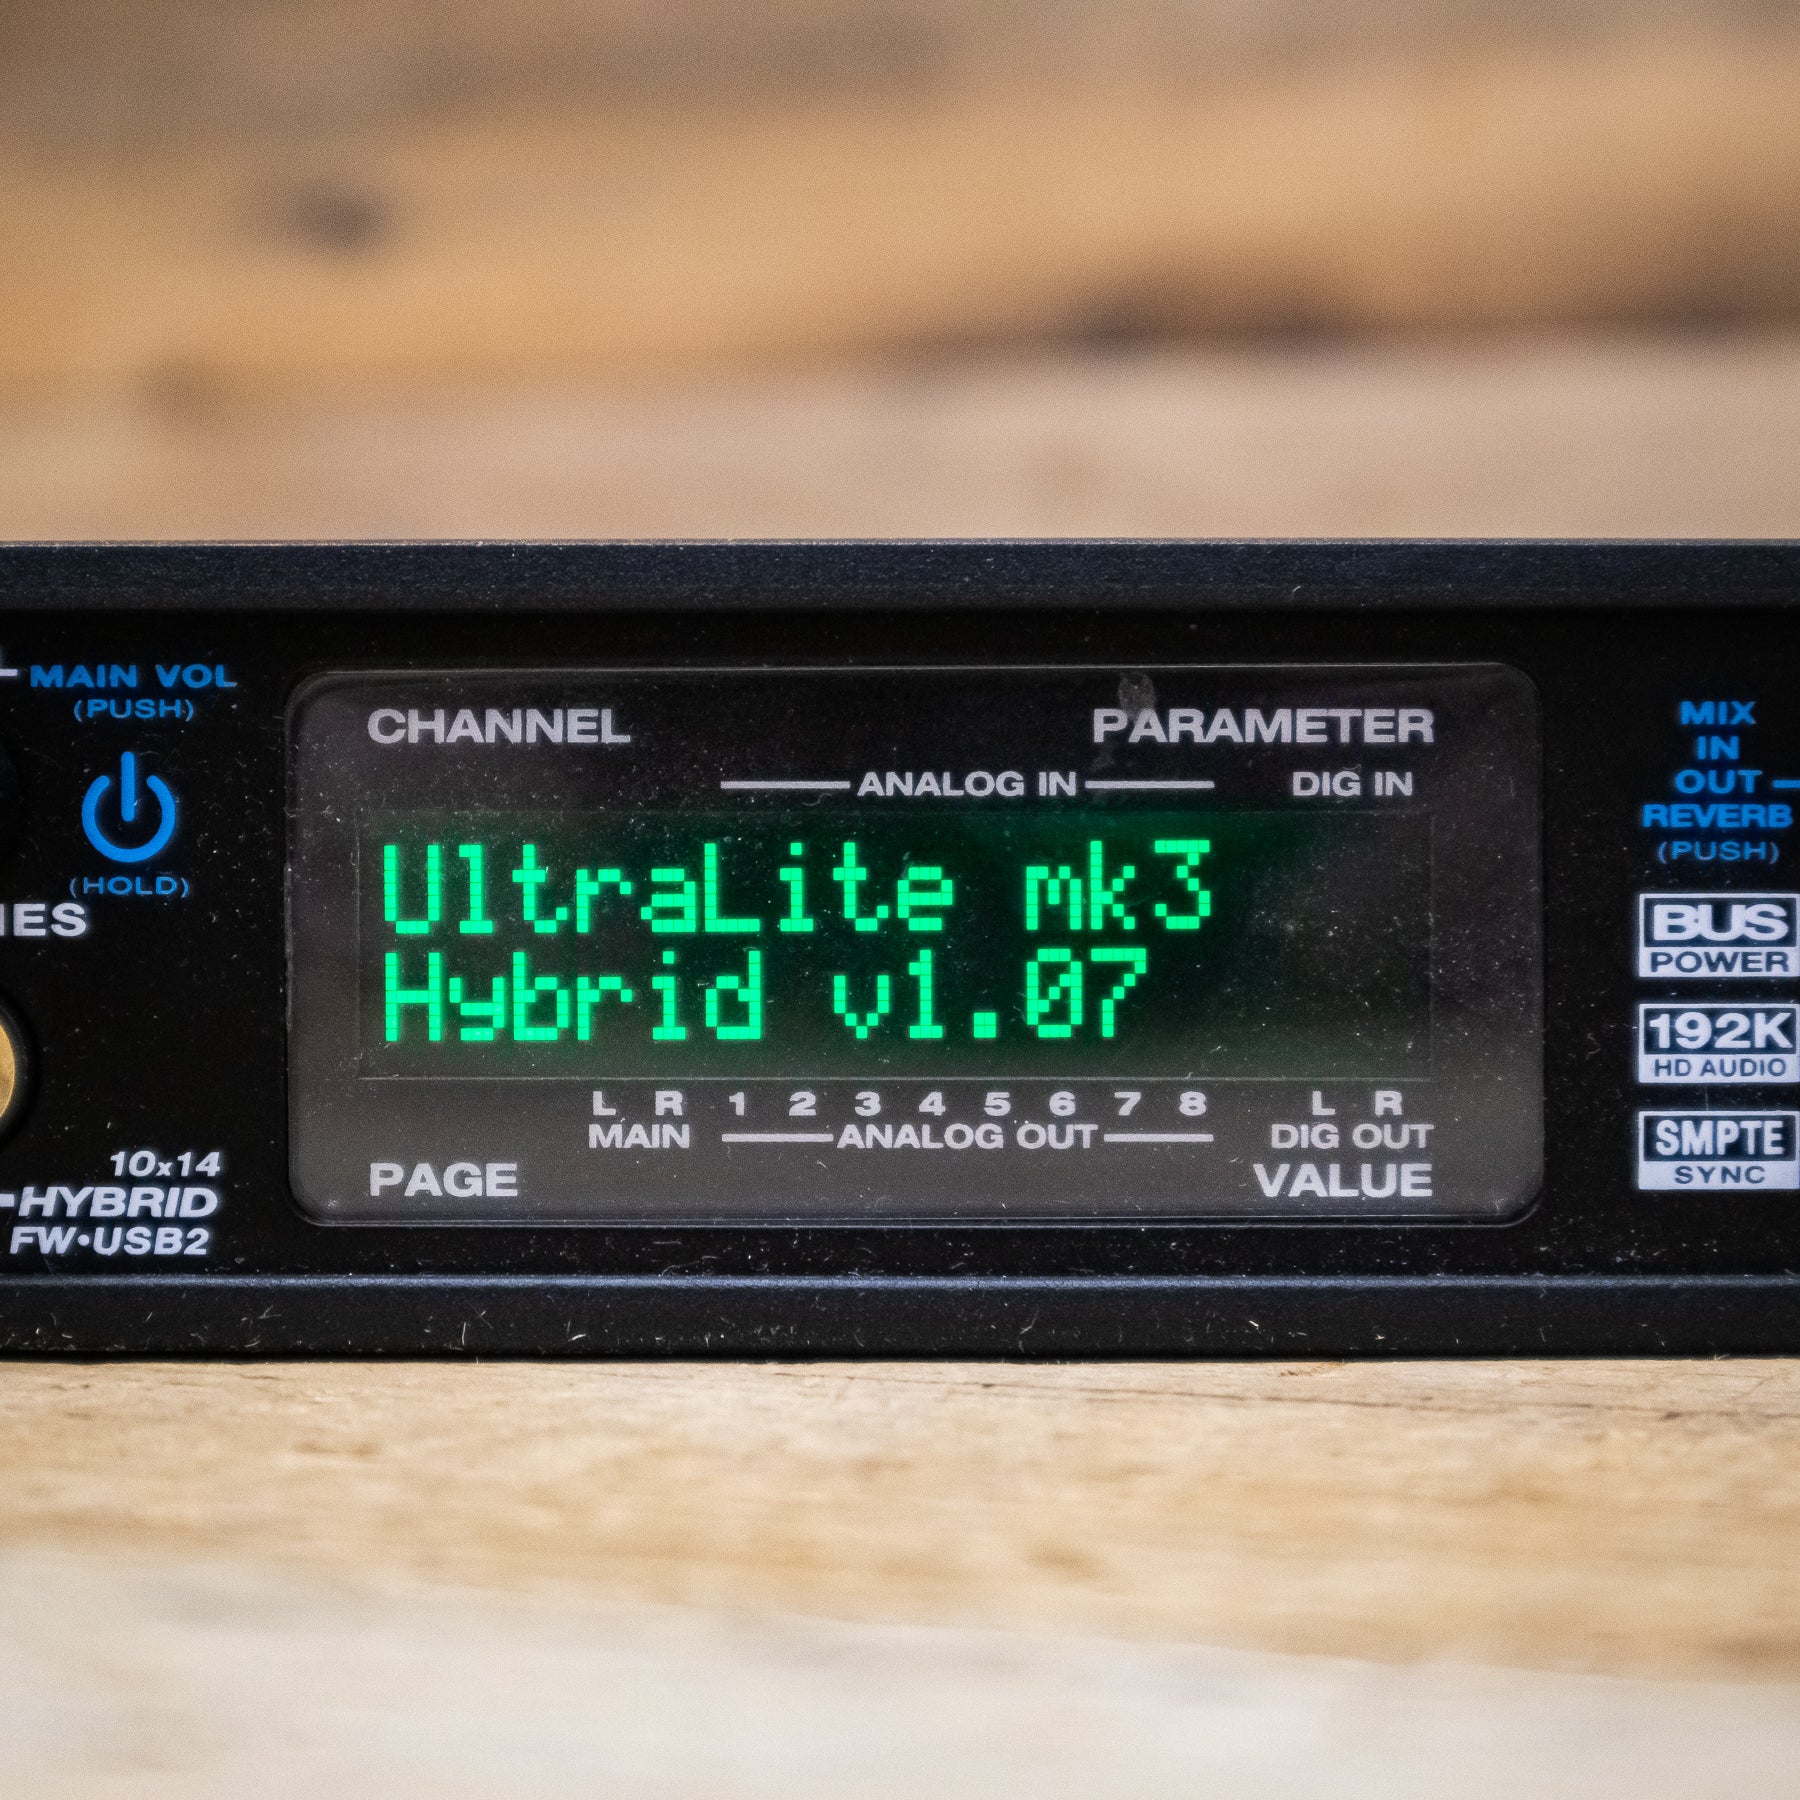 MAIN VOL
(PUSH)
(HOLD)
10x14
HYBRID
FW•USB2
CHANNEL PARAMETER
ANALOG IN DIG IN
UltraLite mk3
Hybrid v1.07
L R 1 2 3 4 5 6 7 8 L R
MAIN ANALOG OUT DIG OUT
PAGE VALUE
MIX
IN
OUT
REVERB
(PUSH)
BUS
POWER
192K
HD AUDIO
SMPTE
SYNC